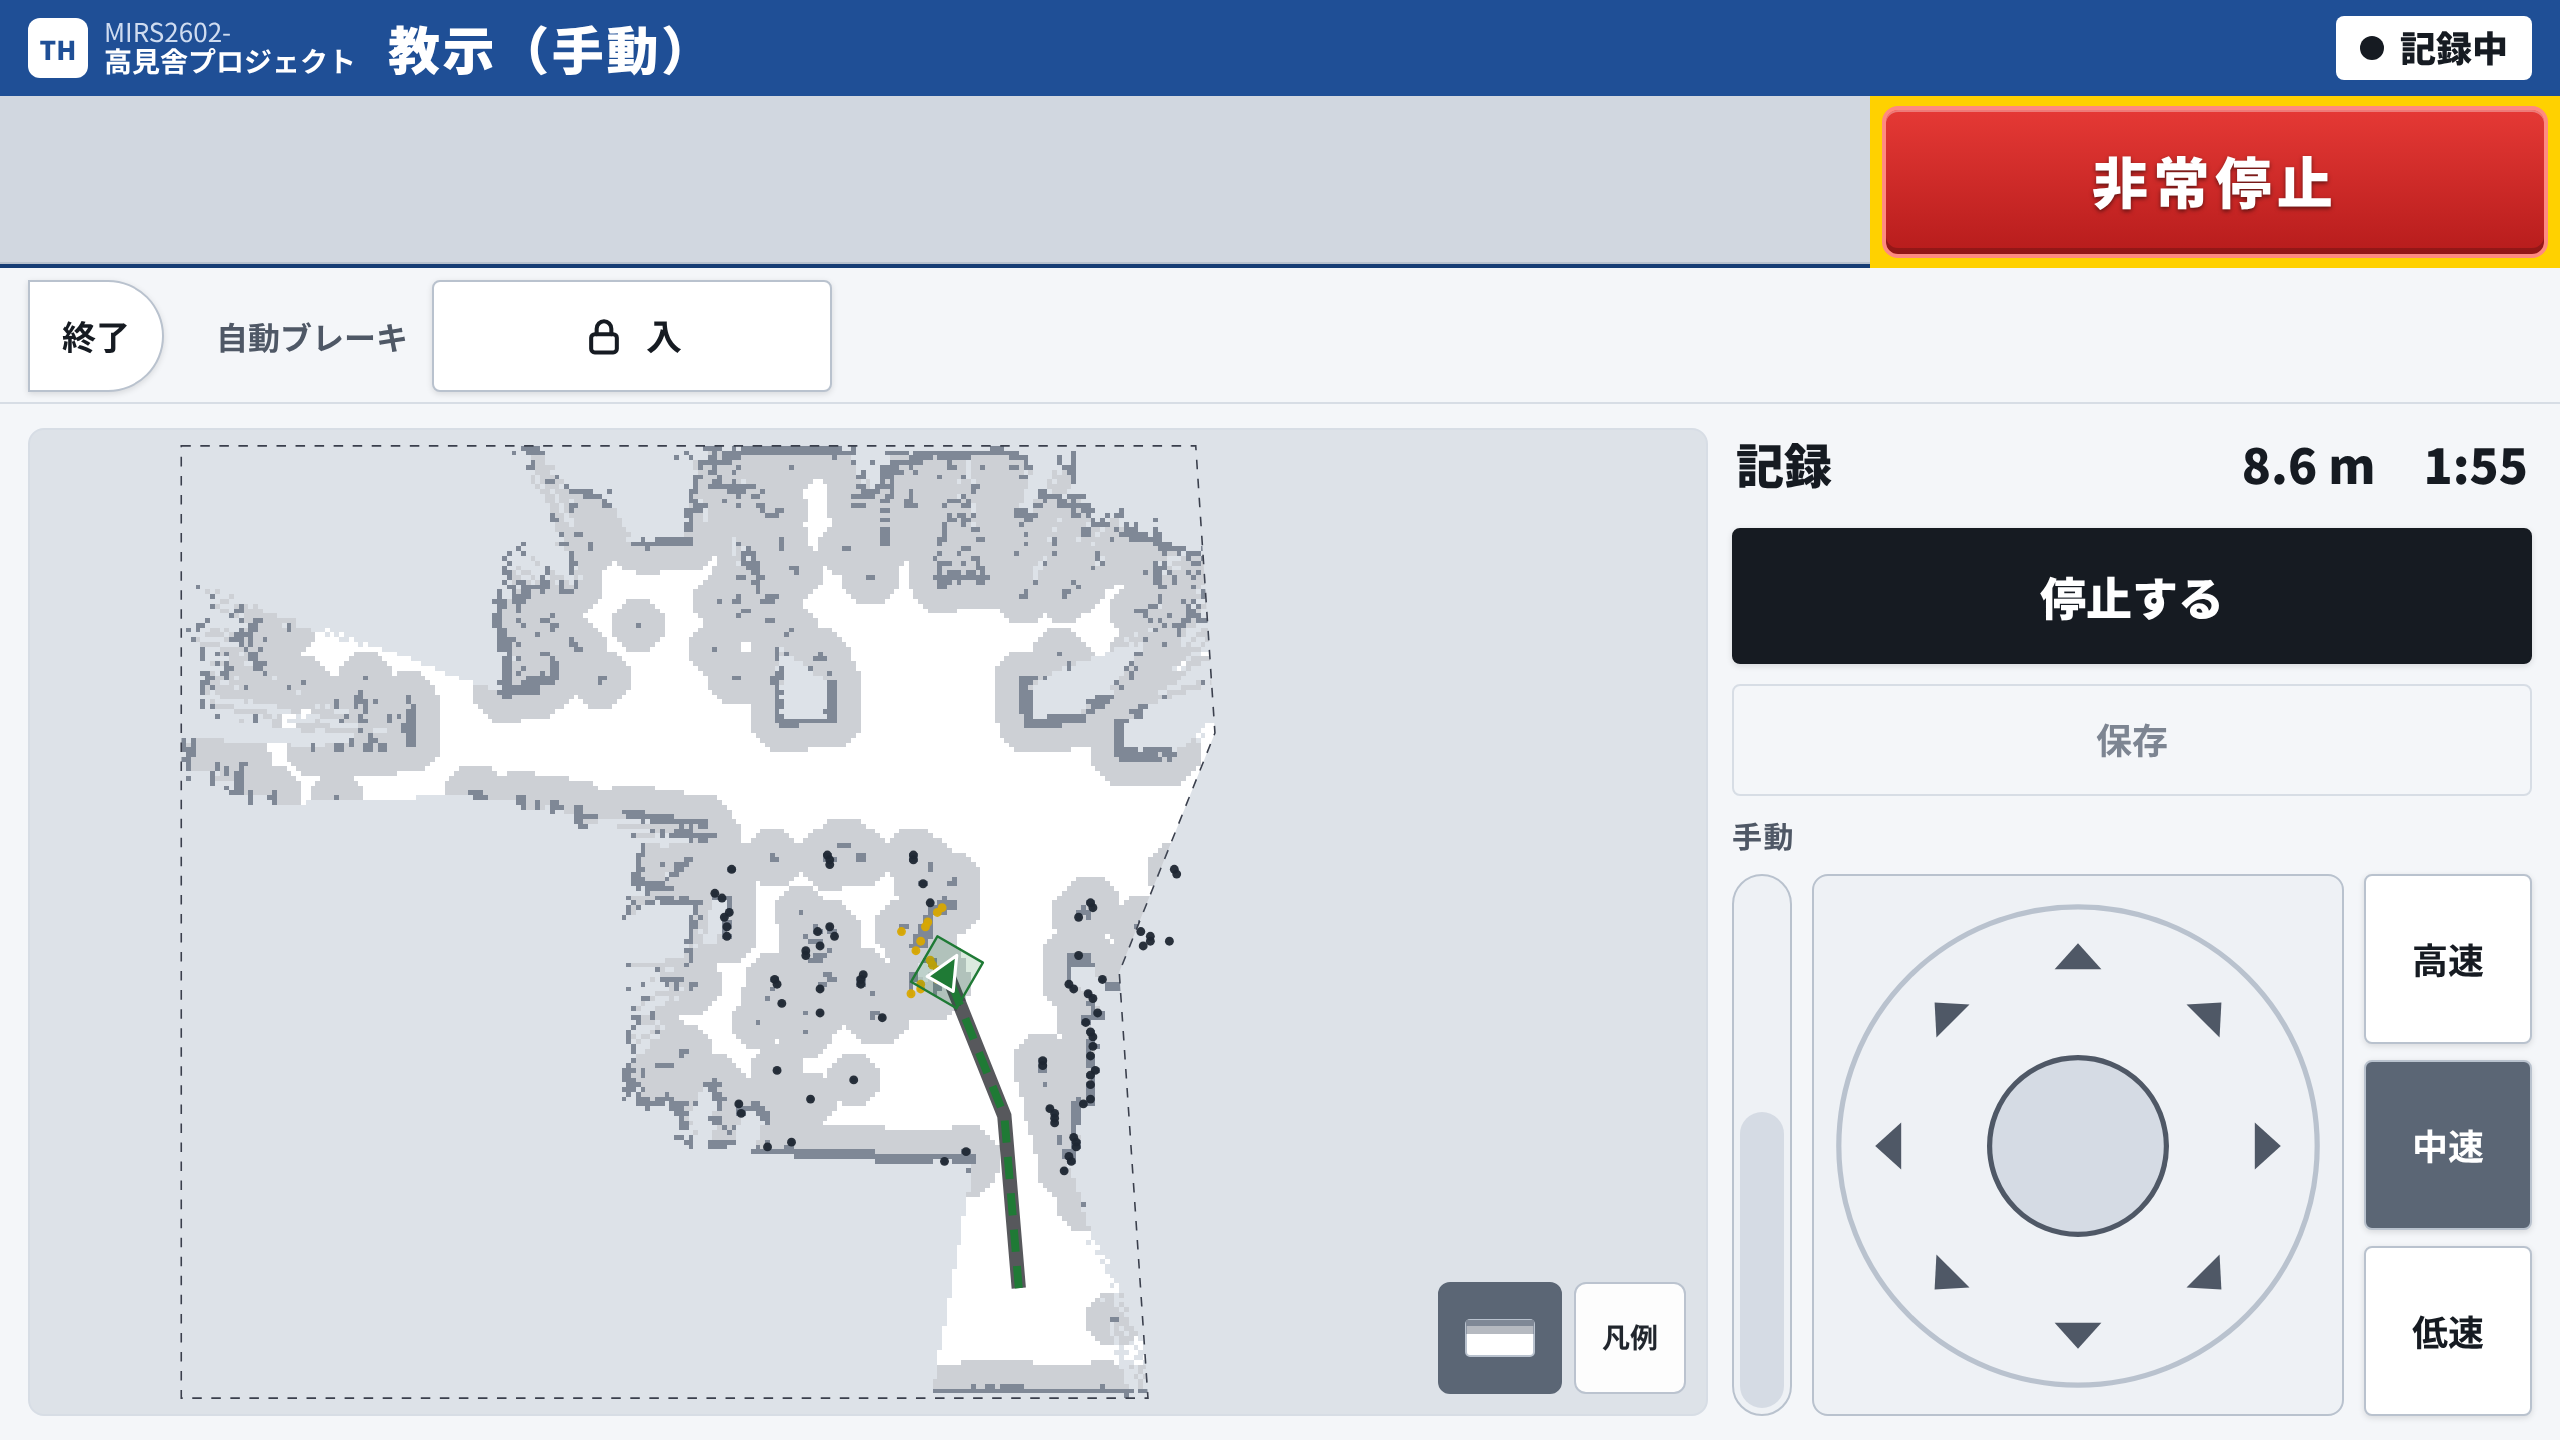 TH
MIRS2602-
高見舎プロジェクト
教示（手動）
記録中
非常停止
終了
自動ブレーキ
入
記録
8.6 m
1:55
停止する
保存
手動
高速
中速
低速
凡例